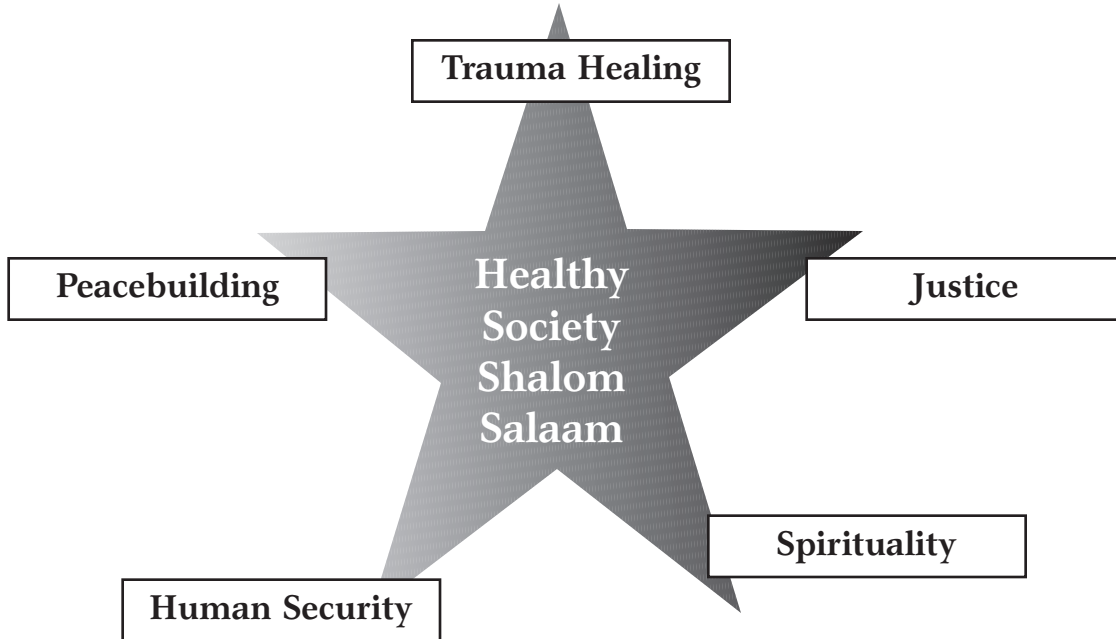 Trauma Healing
Peacebuilding
Justice
Healthy
Society
Shalom
Salaam
Spirituality
Human Security